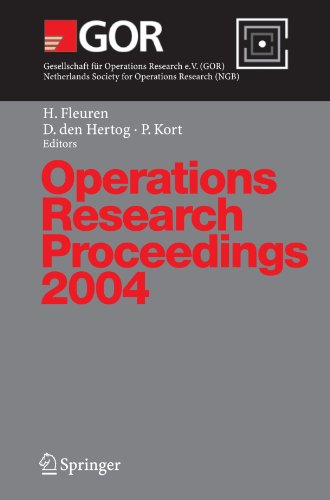 GOR
Gesellschaft für Operations Research e.V. (GOR)
Netherlands Society for Operations Research (NGB)
H. Fleuren
D. den Hertog · P. Kort
Editors
Operations
Research
Proceedings
2004
Springer